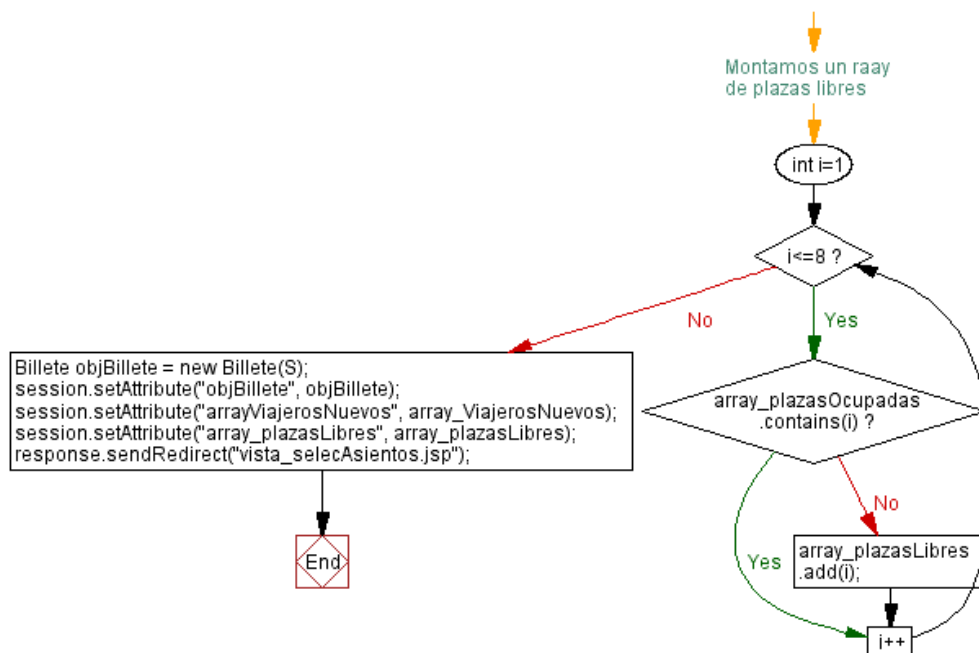 Montamos un raay
de plazas libres
int i=1
i<=8 ?
No
Yes
Billete objBillete = new Billete(S);
session.setAttribute("objBillete", objBillete);
session.setAttribute("arrayViajerosNuevos", array_ViajerosNuevos);
session.setAttribute("array_plazasLibres", array_plazasLibres);
response.sendRedirect("vista_selecAsientos.jsp");
array_plazasOcupadas
.contains(i) ?
No
End
Yes
array_plazasLibres
.add(i);
i++